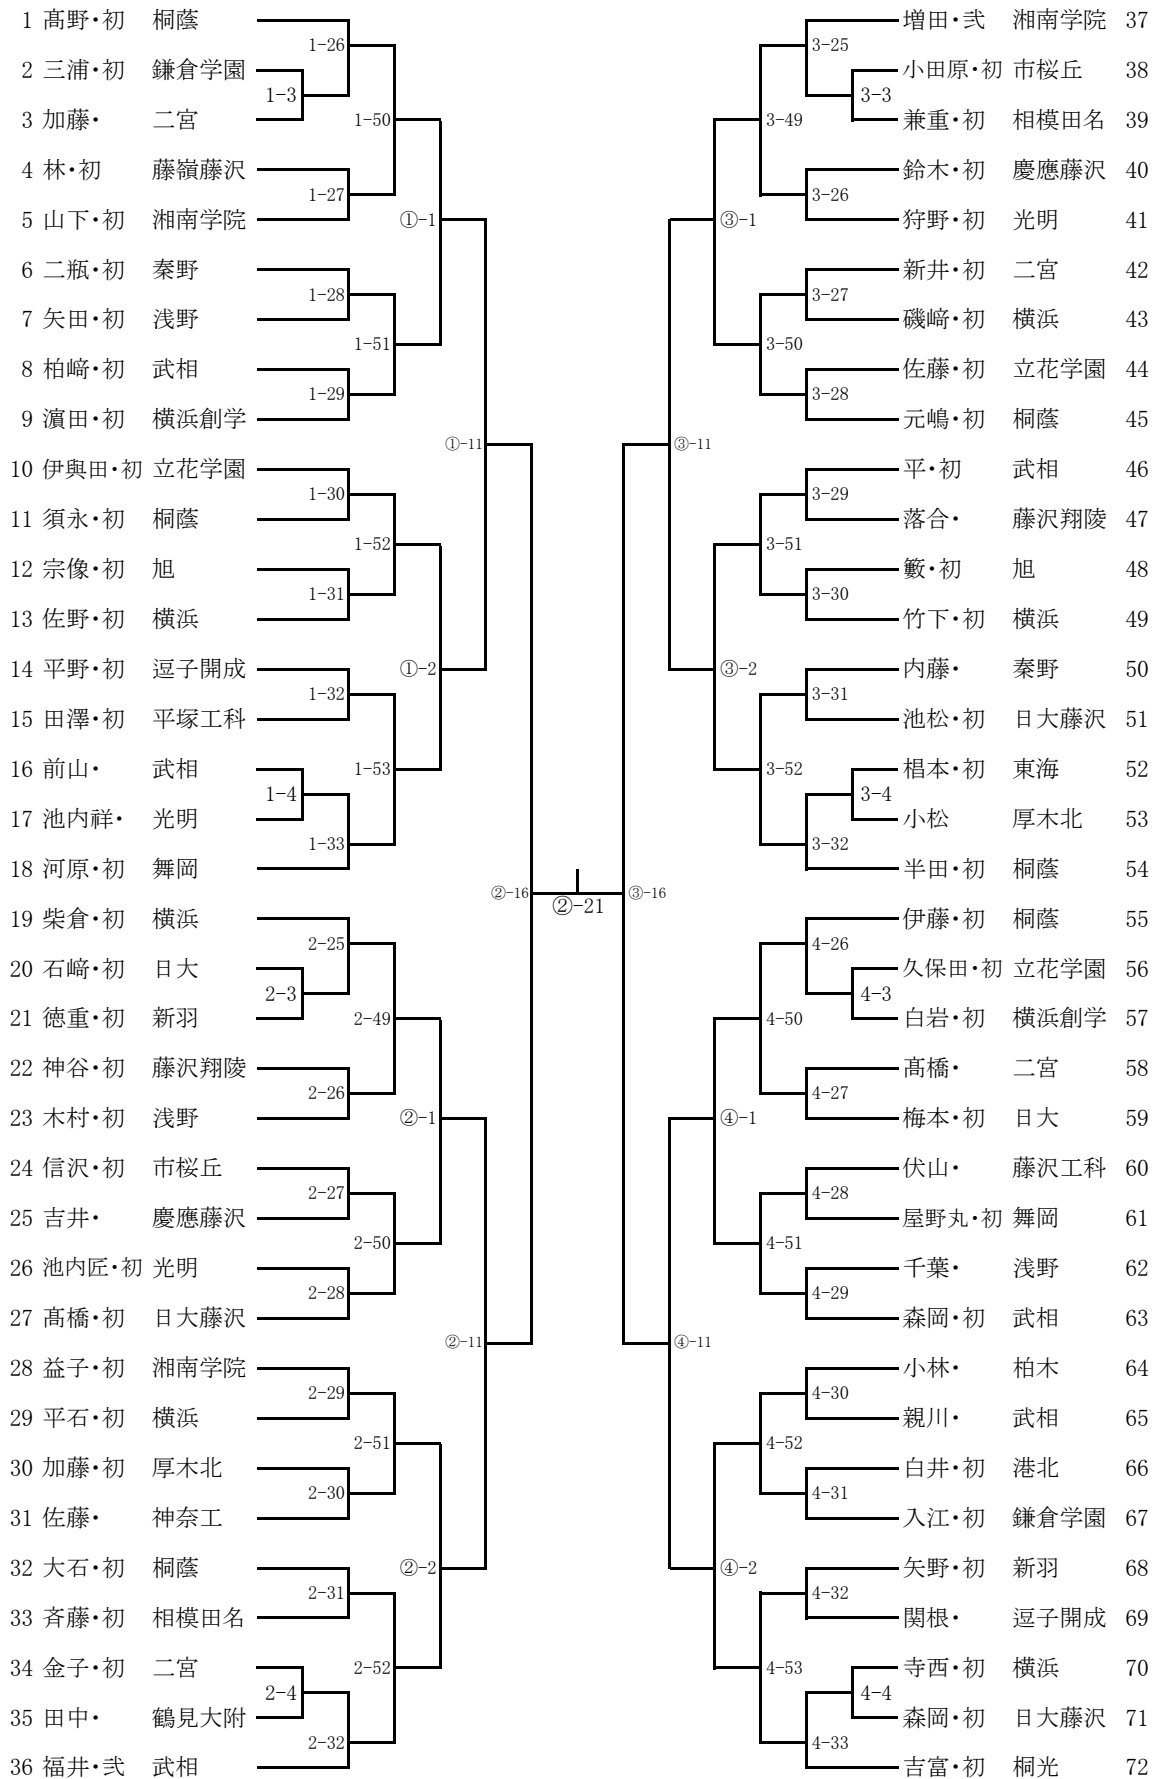 1 髙野・初 桐蔭
1-26
2 三浦・初 鎌倉学園
1-3
3 加藤・ 二宮
1-50
4 林・初 藤嶺藤沢
1-27
5 山下・初 湘南学院
①-1
6 二瓶・初 秦野
1-28
7 矢田・初 浅野
1-51
8 柏﨑・初 武相
1-29
9 濵田・初 横浜創学
①-11
10 伊與田・初 立花学園
1-30
11 須永・初 桐蔭
1-52
12 宗像・初 旭
1-31
13 佐野・初 横浜
14 平野・初 逗子開成
①-2
1-32
15 田澤・初 平塚工科
16 前山・ 武相
1-53
1-4
17 池内祥・ 光明
1-33
18 河原・初 舞岡
②-16
19 柴倉・初 横浜
2-25
20 石﨑・初 日大
2-3
21 徳重・初 新羽
2-49
22 神谷・初 藤沢翔陵
2-26
23 木村・初 浅野
②-1
24 信沢・初 市桜丘
2-27
25 吉井・ 慶應藤沢
2-50
26 池内匠・初 光明
2-28
27 髙橋・初 日大藤沢
②-11
28 益子・初 湘南学院
2-29
29 平石・初 横浜
2-51
30 加藤・初 厚木北
2-30
31 佐藤・ 神奈工
32 大石・初 桐蔭
②-2
2-31
33 斉藤・初 相模田名
34 金子・初 二宮
2-52
2-4
35 田中・ 鶴見大附
2-32
36 福井・弐 武相
②-21
増田・弐 湘南学院 37
3-25
小田原・初 市桜丘 38
3-3
兼重・初 相模田名 39
3-49
鈴木・初 慶應藤沢 40
3-26
狩野・初 光明 41
③-1
新井・初 二宮 42
3-27
磯﨑・初 横浜 43
3-50
佐藤・初 立花学園 44
3-28
元嶋・初 桐蔭 45
③-11
平・初 武相 46
3-29
落合・ 藤沢翔陵 47
3-51
籔・初 旭 48
3-30
竹下・初 横浜 49
内藤・ 秦野 50
③-2
3-31
池松・初 日大藤沢 51
椙本・初 東海 52
3-52
3-4
小松 厚木北 53
3-32
半田・初 桐蔭 54
③-16
伊藤・初 桐蔭 55
4-26
久保田・初 立花学園 56
4-3
白岩・初 横浜創学 57
4-50
髙橋・ 二宮 58
4-27
梅本・初 日大 59
④-1
伏山・ 藤沢工科 60
4-28
屋野丸・初 舞岡 61
4-51
千葉・ 浅野 62
4-29
森岡・初 武相 63
④-11
小林・ 柏木 64
4-30
親川・ 武相 65
4-52
白井・初 港北 66
4-31
入江・初 鎌倉学園 67
矢野・初 新羽 68
④-2
4-32
関根・ 逗子開成 69
寺西・初 横浜 70
4-53
4-4
森岡・初 日大藤沢 71
4-33
吉富・初 桐光 72